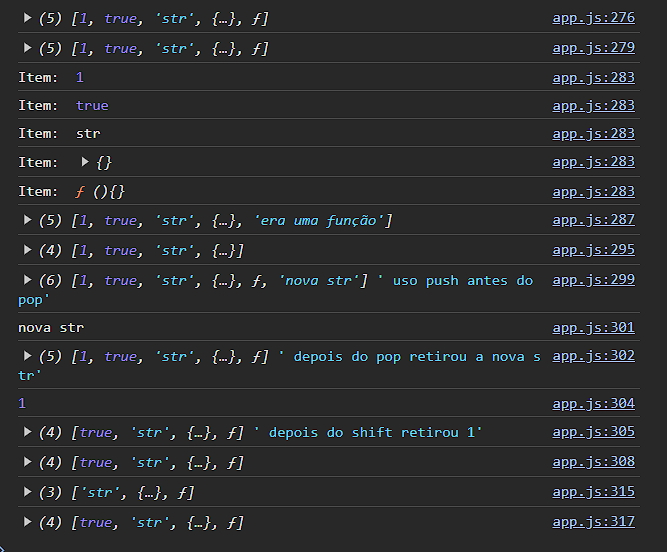 ▶ (5) [1, true, 'str', {…}, ƒ] app.js:276
▶ (5) [1, true, 'str', {…}, ƒ] app.js:279
Item: 1 app.js:283
Item: true app.js:283
Item: str app.js:283
Item: ▶ {} app.js:283
Item: ƒ (){} app.js:283
▶ (5) [1, true, 'str', {…}, 'era uma função'] app.js:287
▶ (4) [1, true, 'str', {…}] app.js:295
▶ (6) [1, true, 'str', {…}, ƒ, 'nova str'] ' uso push antes do app.js:299
pop'
nova str app.js:301
▶ (5) [1, true, 'str', {…}, ƒ] ' depois do pop retirou a nova s app.js:302
tr'
1 app.js:304
▶ (4) [true, 'str', {…}, ƒ] ' depois do shift retirou 1' app.js:305
▶ (4) [true, 'str', {…}, ƒ] app.js:308
▶ (3) ['str', {…}, ƒ] app.js:315
▶ (4) [true, 'str', {…}, ƒ] app.js:317